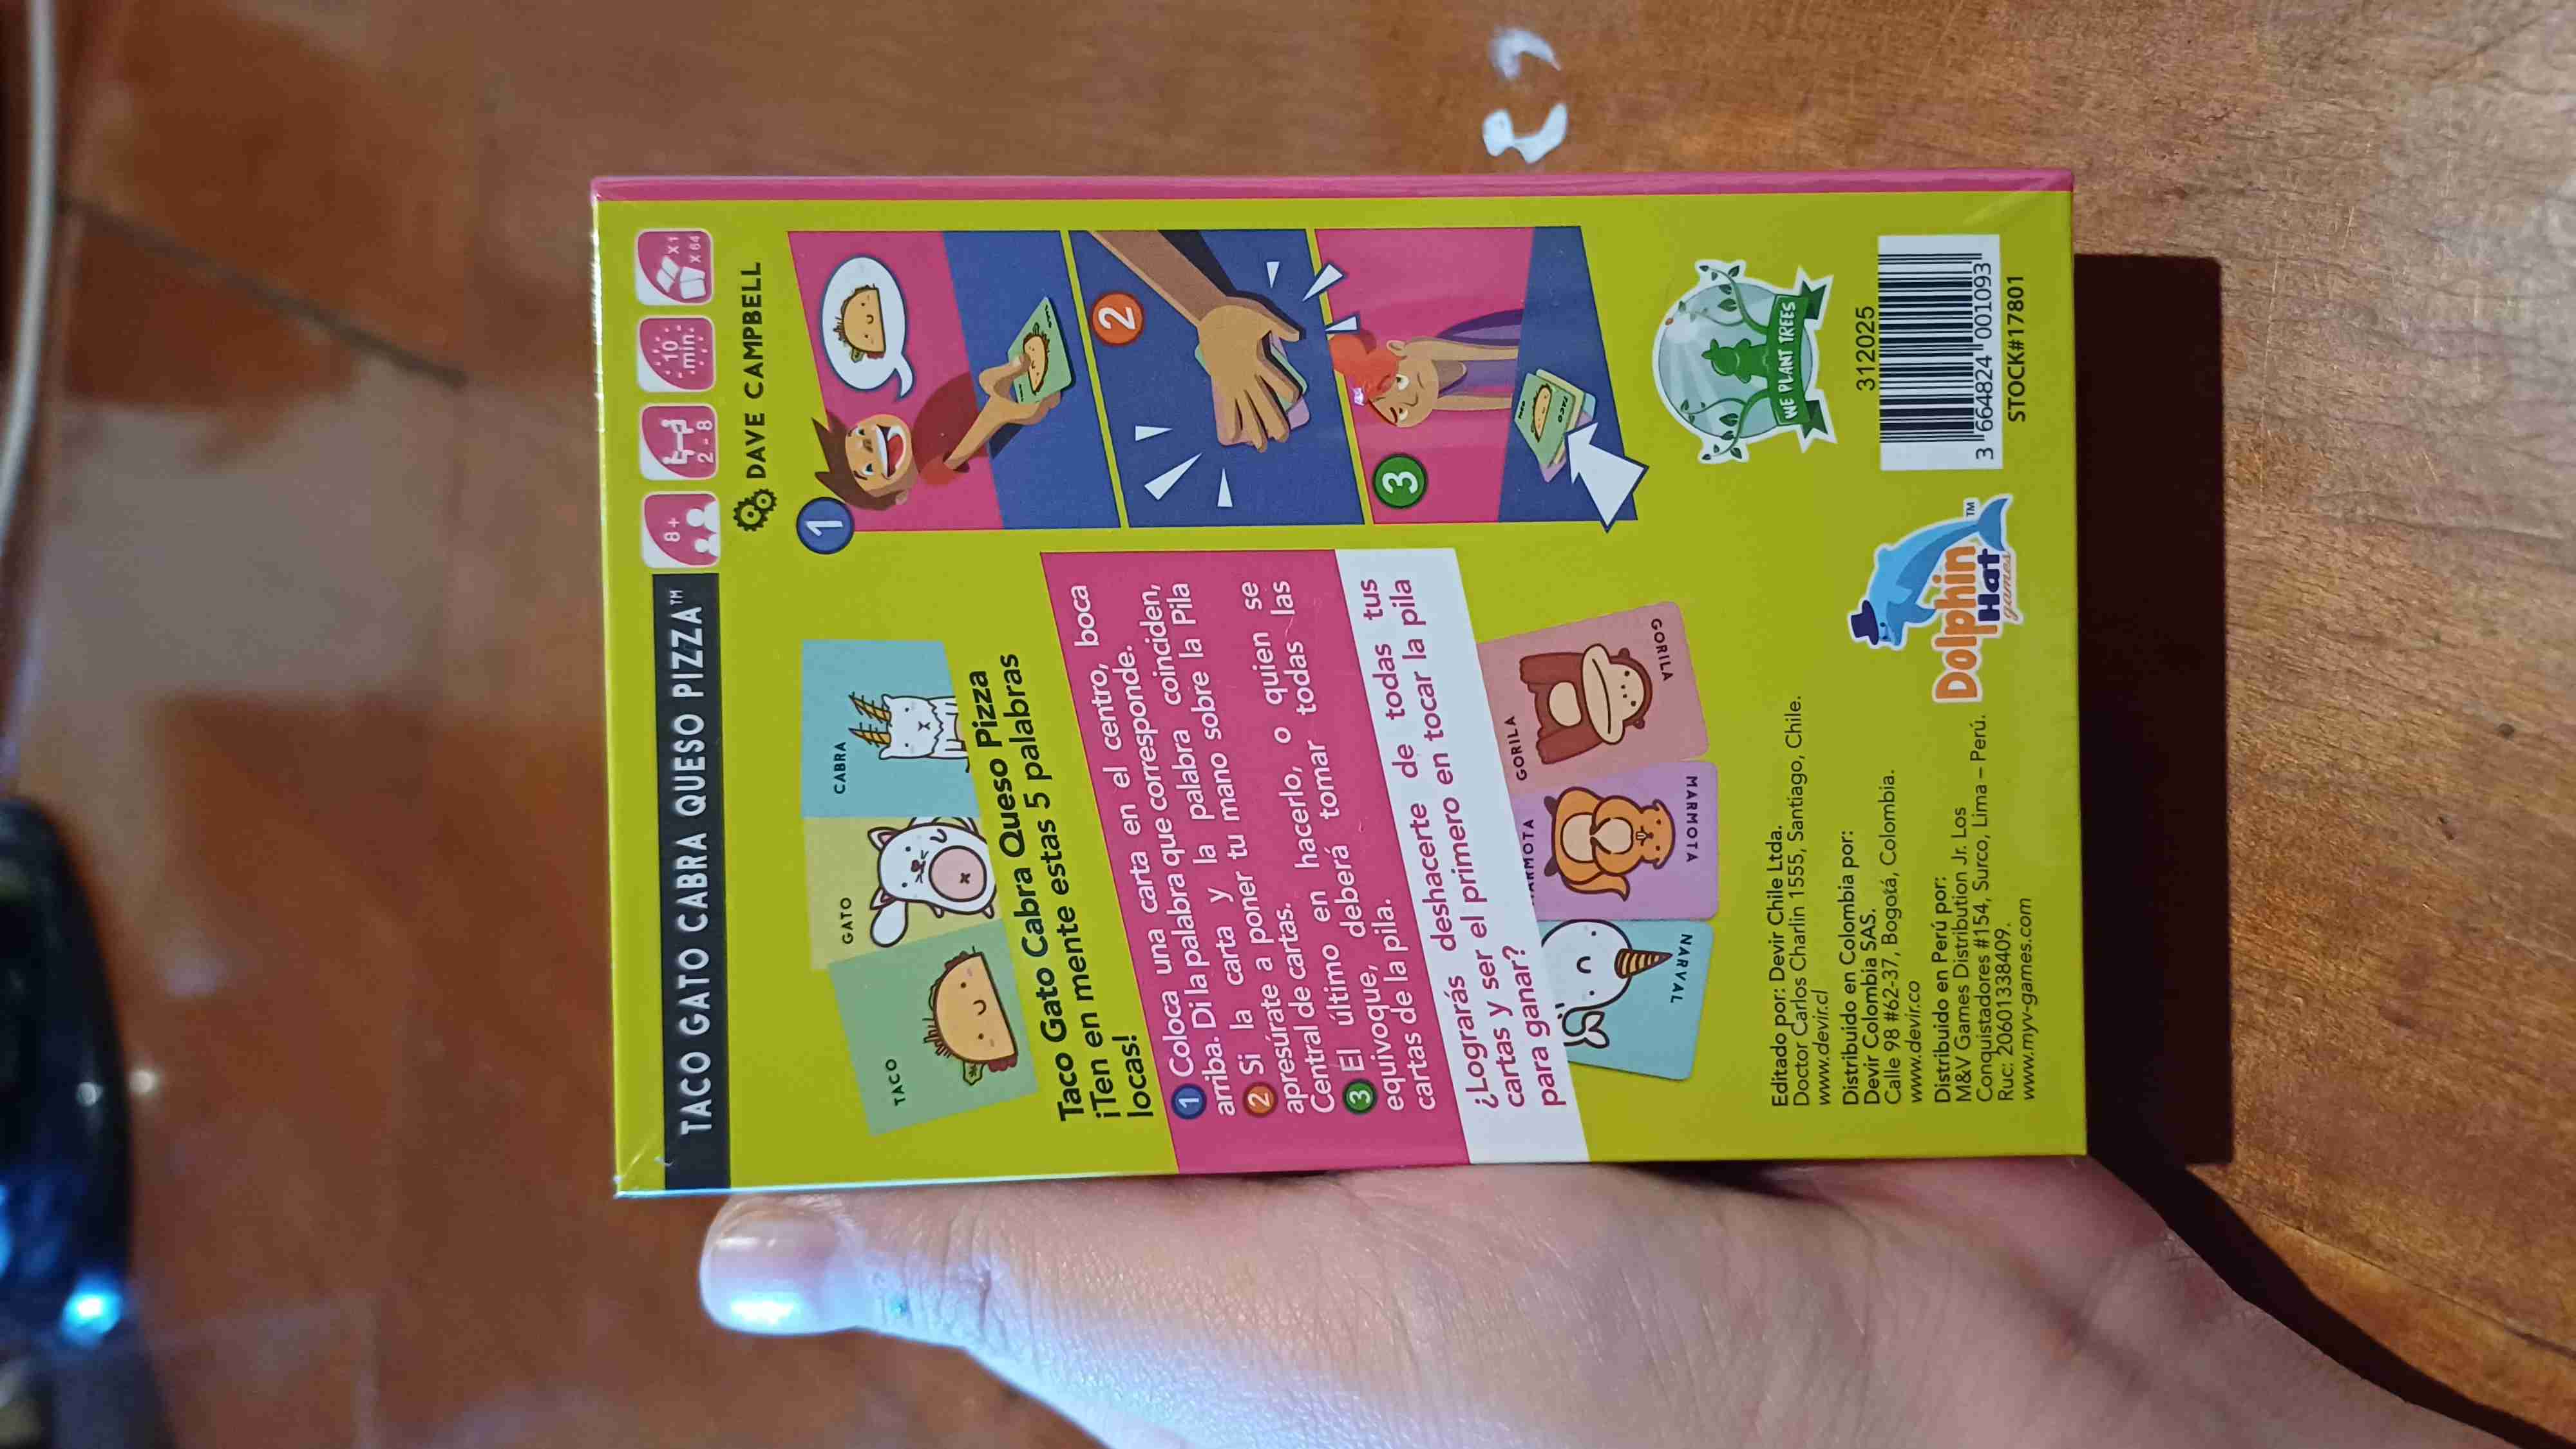 TACO GATO CABRA QUESO PIZZA™
8+
2 - 8
10 min
X 1
X 64
DAVE CAMPBELL
TACO
GATO
CABRA
Taco Gato Cabra Queso Pizza
¡Ten en mente estas 5 palabras
locas!
1 Coloca una carta en el centro, boca
arriba. Di la palabra que corresponde.
2 Si la carta y la palabra coinciden,
apresúrate a poner tu mano sobre la Pila
Central de cartas.
3 El último en hacerlo, o quien se
equivoque, deberá tomar todas las
cartas de la pila.
¿Lograrás deshacerte de todas tus
cartas y ser el primero en tocar la pila
para ganar?
1
2
3
TACO
NARVAL
MARMOTA
GORILA
GORILA
Editado por: Devir Chile Ltda.
Doctor Carlos Charlin 1555, Santiago, Chile.
www.devir.cl
Distribuido en Colombia por:
Devir Colombia SAS.
Calle 98 #62-37, Bogotá, Colombia.
www.devir.co
Distribuido en Perú por:
M&V Games Distribution Jr. Los
Conquistadores #154, Surco, Lima – Perú.
Ruc: 20601338409.
www.myv-games.com
Dolphin
Hat
games
TM
WE PLANT TREES
312025
3 664824 001093
STOCK#17801